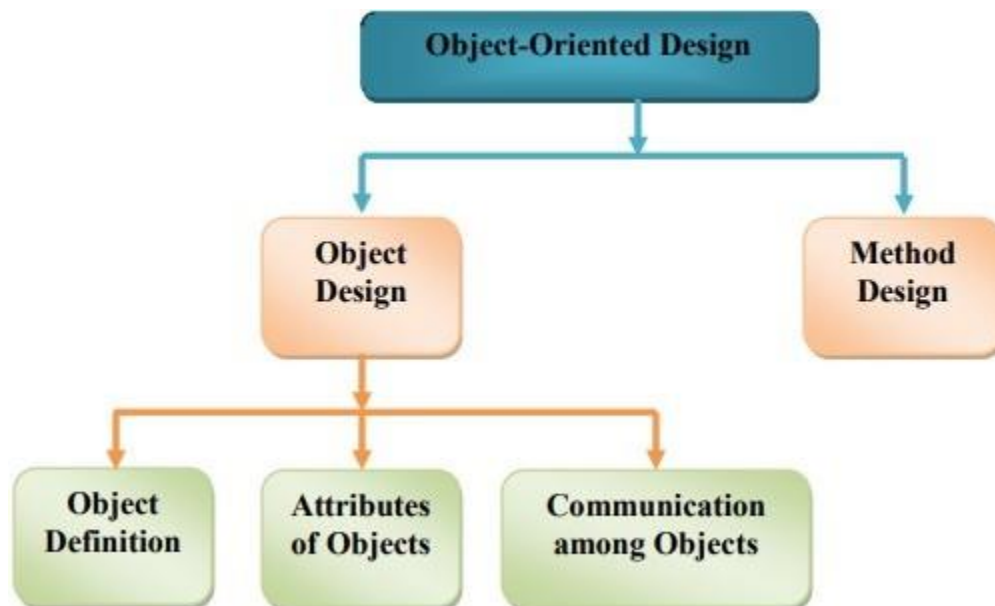 Object-Oriented Design
Object
Design
Method
Design
Object
Definition
Attributes
of Objects
Communication
among Objects